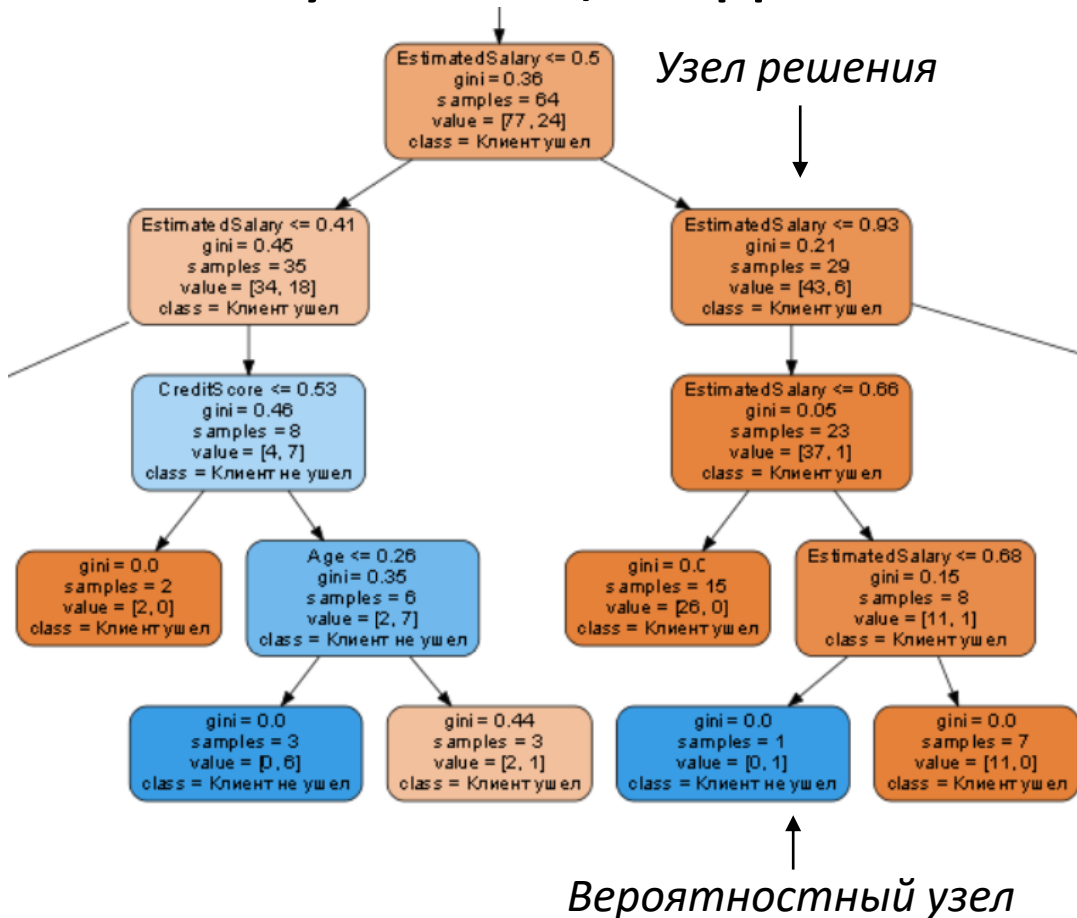 EstimatedSalary <= 0.5
gini = 0.36
samples = 64
value = [77, 24]
class = Клиент ушел
Узел решения
EstimatedSalary <= 0.41
gini = 0.45
samples = 35
value = [34, 18]
class = Клиент ушел
EstimatedSalary <= 0.93
gini = 0.21
samples = 29
value = [43, 6]
class = Клиент ушел
CreditScore <= 0.53
gini = 0.46
samples = 8
value = [4, 7]
class = Клиент не ушел
EstimatedSalary <= 0.66
gini = 0.05
samples = 23
value = [37, 1]
class = Клиент ушел
gini = 0.0
samples = 2
value = [2, 0]
class = Клиент ушел
Age <= 0.26
gini = 0.35
samples = 6
value = [2, 7]
class = Клиент не ушел
gini = 0.0
samples = 15
value = [26, 0]
class = Клиент ушел
EstimatedSalary <= 0.68
gini = 0.15
samples = 8
value = [11, 1]
class = Клиент ушел
gini = 0.0
samples = 3
value = [0, 6]
class = Клиент не ушел
gini = 0.44
samples = 3
value = [2, 1]
class = Клиент ушел
gini = 0.0
samples = 1
value = [0, 1]
class = Клиент не ушел
gini = 0.0
samples = 7
value = [11, 0]
class = Клиент ушел
Вероятностный узел